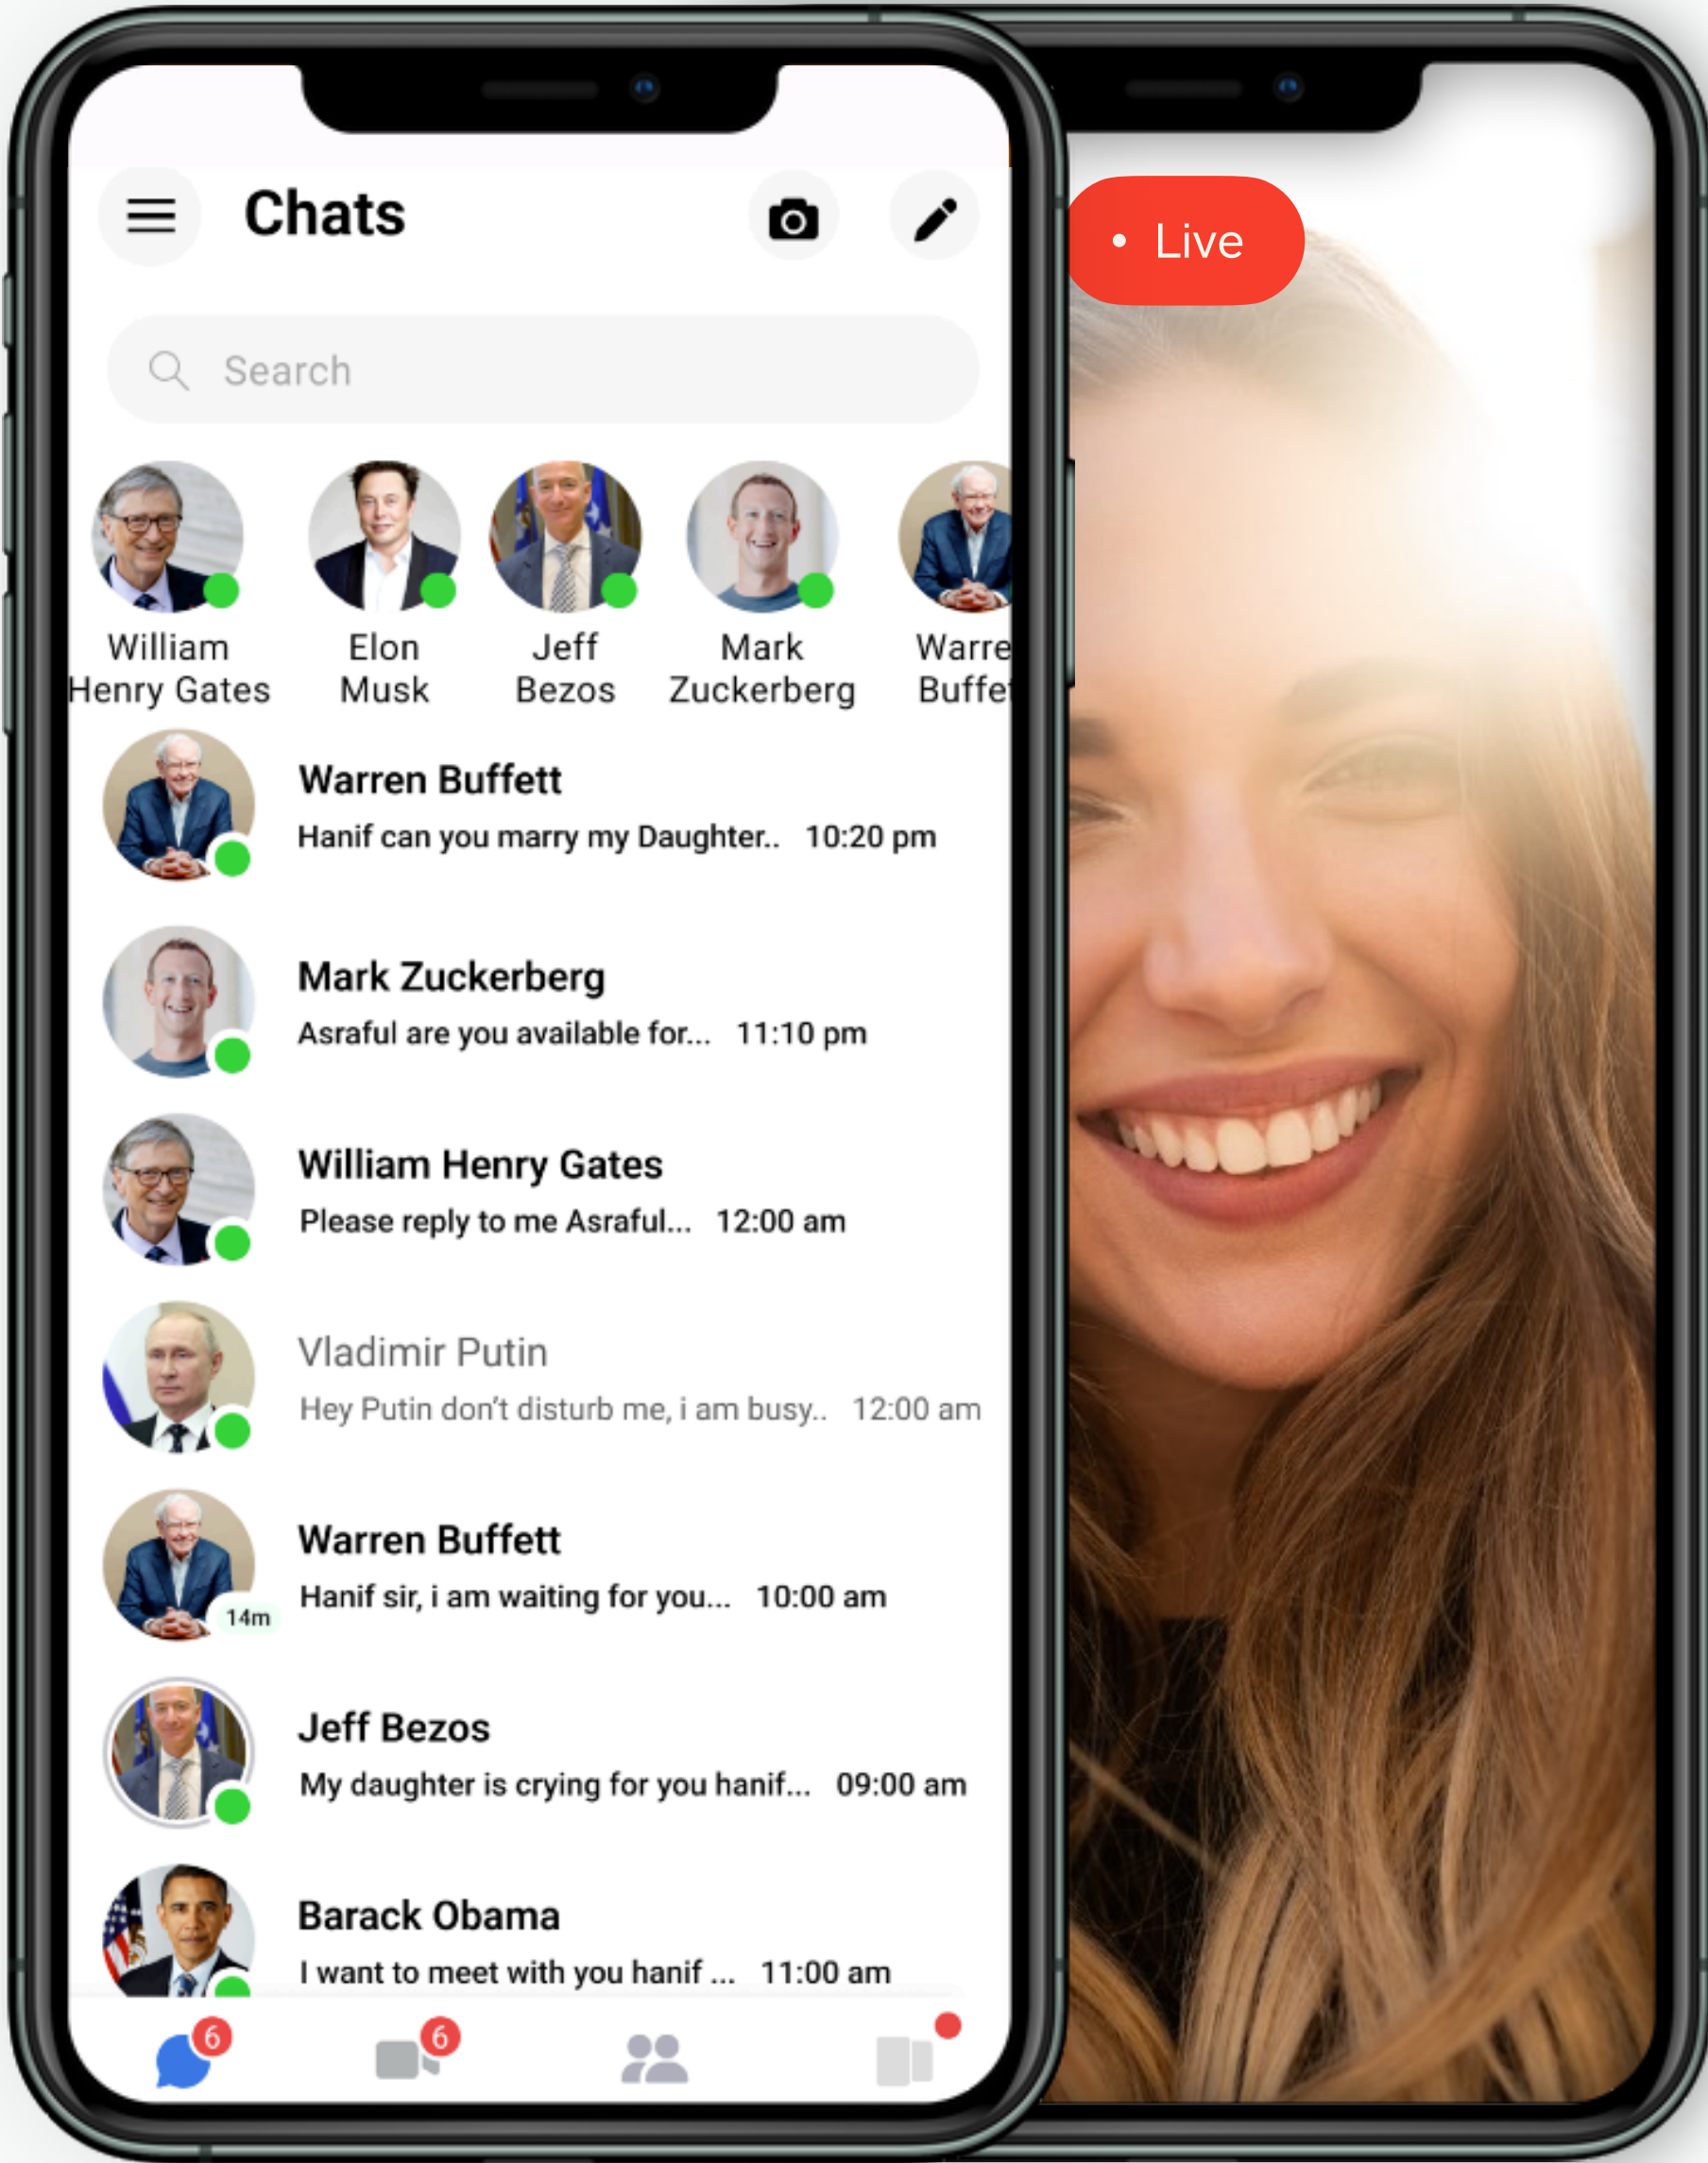 Chats
Live
Search
William
Henry Gates
Elon
Musk
Jeff
Bezos
Mark
Zuckerberg
Warre
Buffet
Warren Buffett
Hanif can you marry my Daughter.. 10:20 pm
Mark Zuckerberg
Asraful are you available for... 11:10 pm
William Henry Gates
Please reply to me Asraful... 12:00 am
Vladimir Putin
Hey Putin don't disturb me, i am busy.. 12:00 am
Warren Buffett
Hanif sir, i am waiting for you... 10:00 am
14m
Jeff Bezos
My daughter is crying for you hanif... 09:00 am
Barack Obama
I want to meet with you hanif ... 11:00 am
6
6